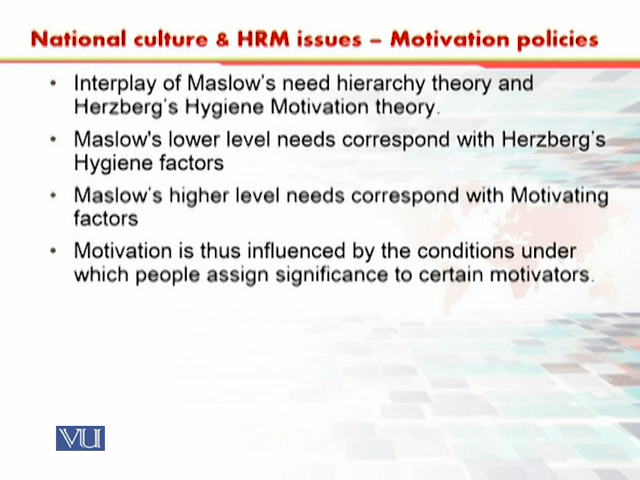 National culture & HRM issues – Motivation policies
• Interplay of Maslow's need hierarchy theory and
Herzberg's Hygiene Motivation theory.
• Maslow's lower level needs correspond with Herzberg's
Hygiene factors
• Maslow's higher level needs correspond with Motivating
factors
• Motivation is thus influenced by the conditions under
which people assign significance to certain motivators.
VU